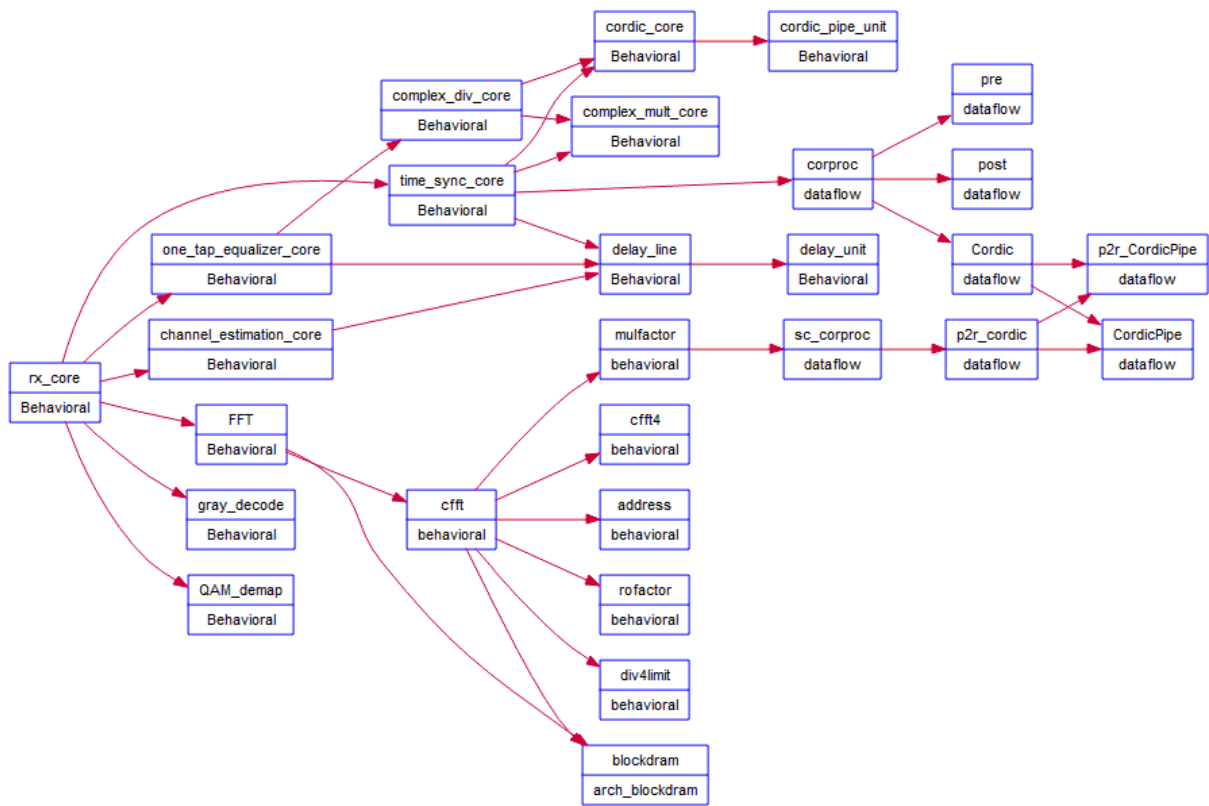 cordic_core
Behavioral
cordic_pipe_unit
Behavioral
complex_div_core
Behavioral
complex_mult_core
Behavioral
pre
dataflow
time_sync_core
Behavioral
corproc
dataflow
post
dataflow
one_tap_equalizer_core
Behavioral
delay_line
Behavioral
delay_unit
Behavioral
Cordic
dataflow
p2r_CordicPipe
dataflow
channel_estimation_core
Behavioral
mulfactor
behavioral
sc_corproc
dataflow
p2r_cordic
dataflow
CordicPipe
dataflow
rx_core
Behavioral
FFT
Behavioral
cfft4
behavioral
gray_decode
Behavioral
cfft
behavioral
address
behavioral
QAM_demap
Behavioral
rofactor
behavioral
div4limit
behavioral
blockdram
arch_blockdram